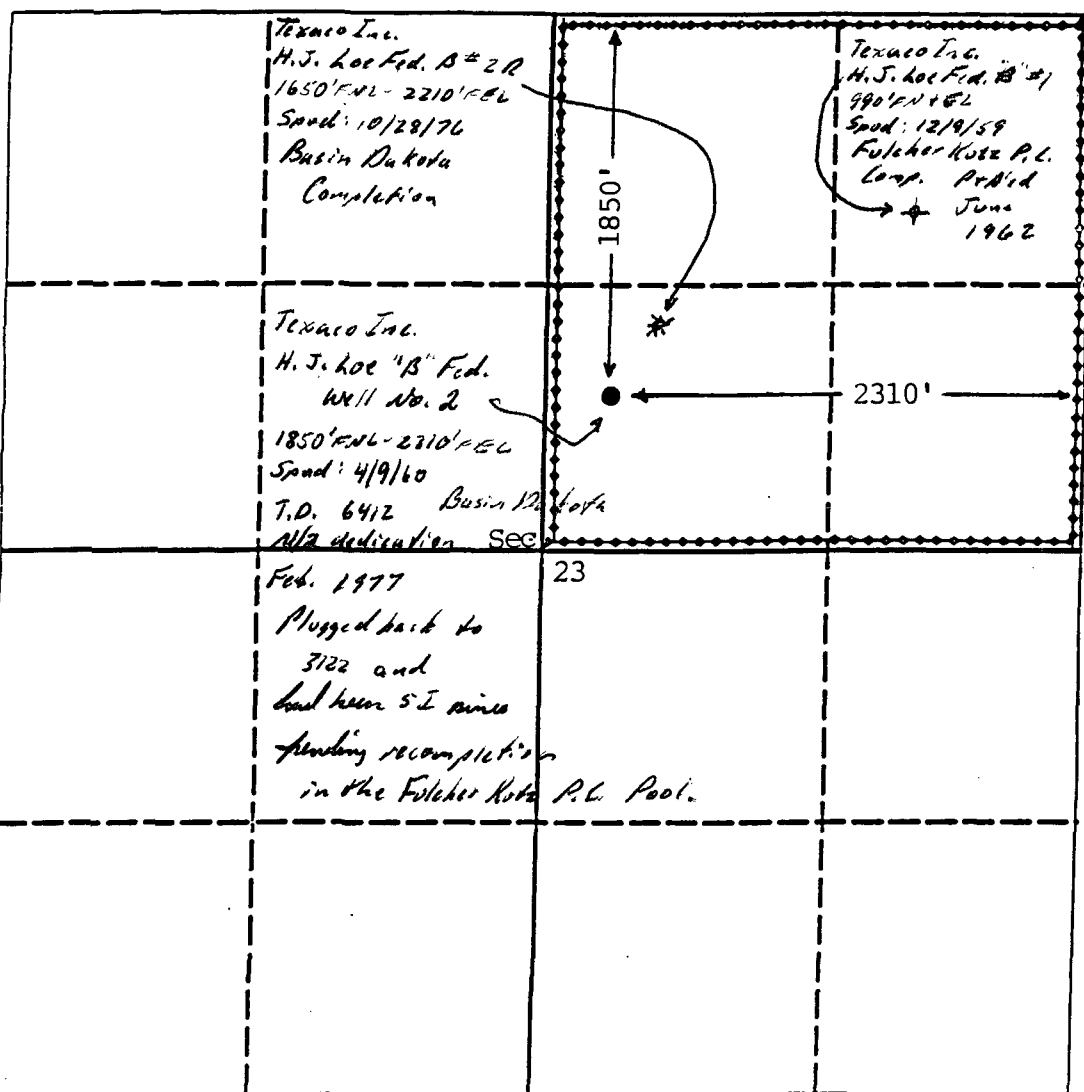 Texaco Inc.
H.J. Loe Fed. B #2R
1650'FNL - 2210'FEL
Spud: 10/28/76
Basin Dakota
Completion
1850'
Texaco Inc.
H.J. Loe Fed. "B" #1
990'FN+EL
Spud: 12/9/59
Fulcher Kutz P.C.
Comp. P+A'ed
June
1962
Texaco Inc.
H.J. Loe "B" Fed.
Well No. 2
1850'FNL - 2310'FEL
Spud: 4/9/60
T.D. 6412 Basin Dakota
N/2 dedication Sec
2310'
23
Feb. 1977
Plugged back to
3122 and
had been SI since
pending recompletion
in the Fulcher Kutz P.C. Pool.